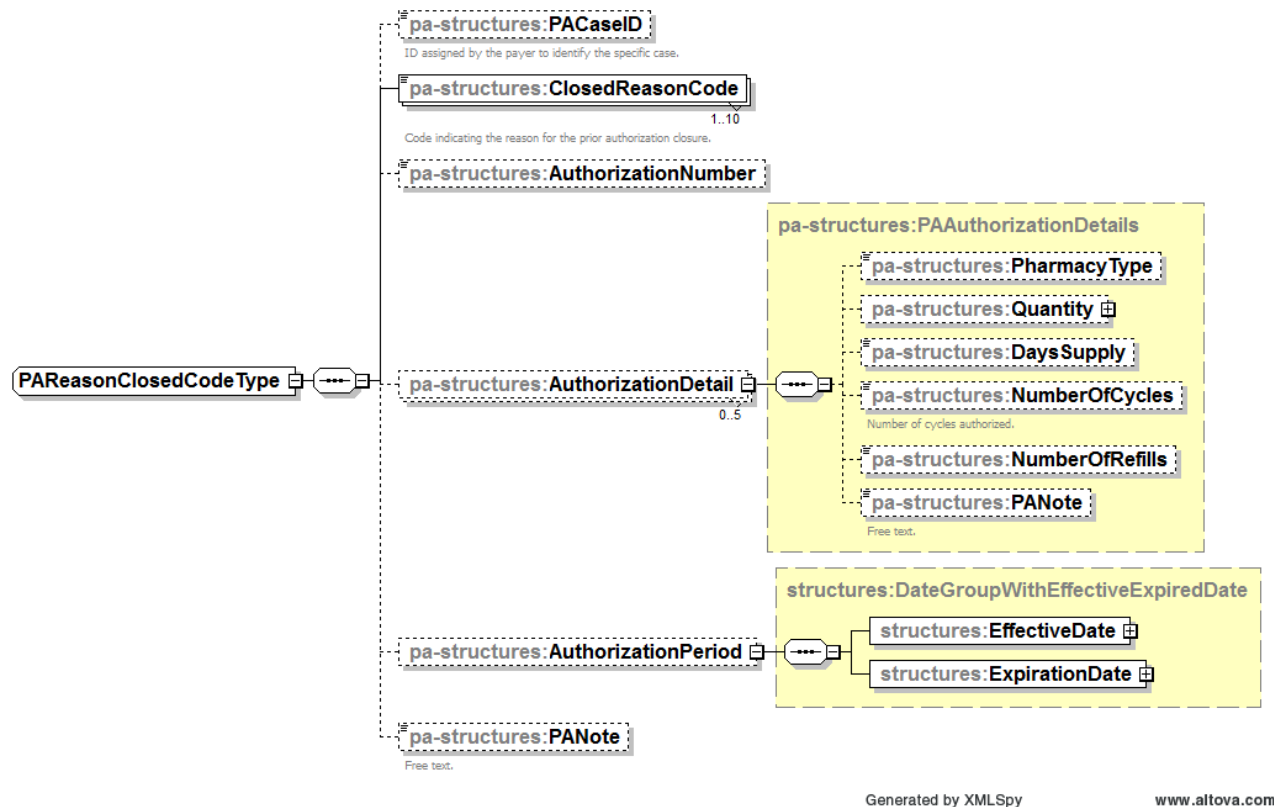 pa-structures:PACaseID
ID assigned by the payer to identify the specific case.
pa-structures:ClosedReasonCode
1..10
Code indicating the reason for the prior authorization closure.
pa-structures:AuthorizationNumber
pa-structures:PAAuthorizationDetails
pa-structures:PharmacyType
pa-structures:Quantity
pa-structures:DaysSupply
PAReasonClosedCodeType
pa-structures:AuthorizationDetail
0..5
pa-structures:NumberOfCycles
Number of cycles authorized.
pa-structures:NumberOfRefills
pa-structures:PANote
Free text.
structures:DateGroupWithEffectiveExpiredDate
structures:EffectiveDate
pa-structures:AuthorizationPeriod
structures:ExpirationDate
pa-structures:PANote
Free text.
Generated by XMLSpy
www.altova.com